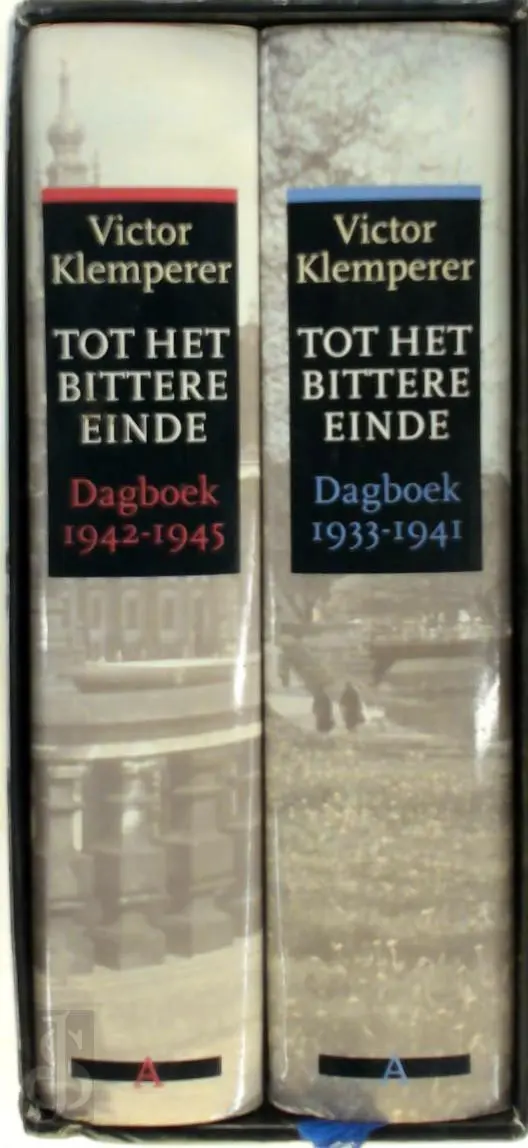 Victor
Klemperer
TOT HET
BITTERE
EINDE
Dagboek
1942-1945
A
Victor
Klemperer
TOT HET
BITTERE
EINDE
Dagboek
1933-1941
A